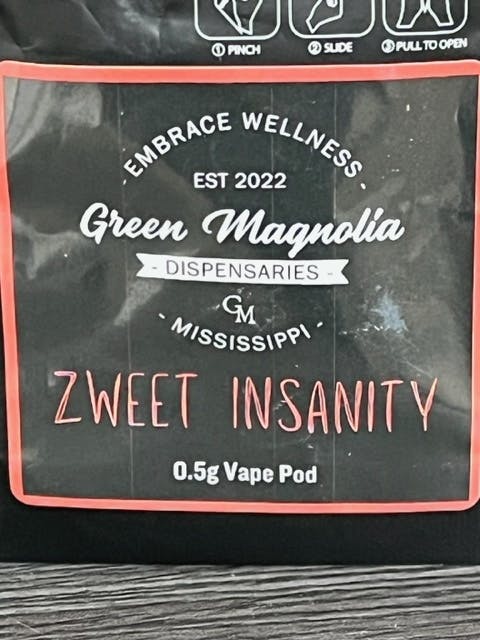 ① PINCH ② SLIDE ③ PULL TO OPEN
EMBRACE WELLNESS
EST 2022
Green Magnolia
- DISPENSARIES -
GM
- MISSISSIPPI -
ZWEET INSANITY
0.5g Vape Pod